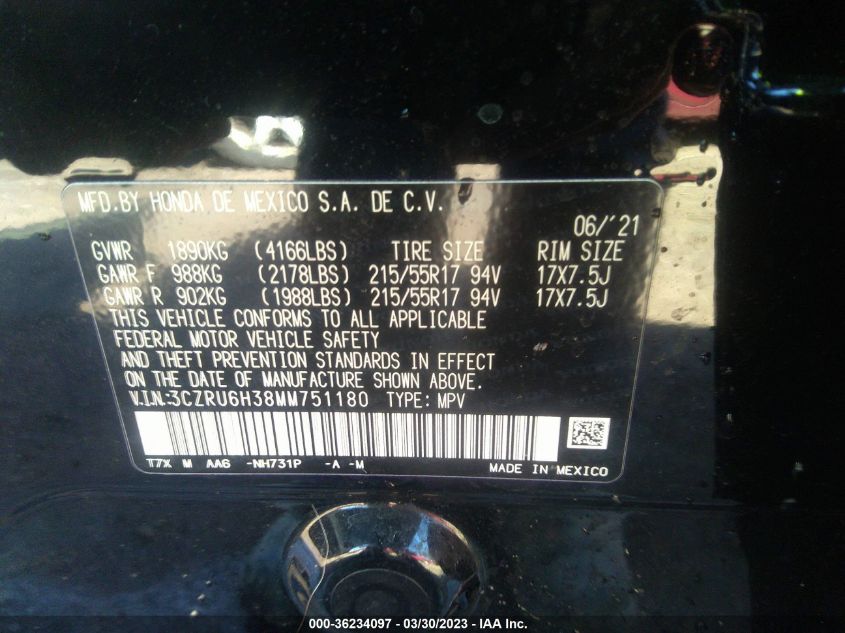 MFD.BY HONDA DE MEXICO S.A. DE C.V.
06/'21
GVWR 1890KG (4166LBS) TIRE SIZE RIM SIZE
GAWR F 988KG (2178LBS) 215/55R17 94V 17X7.5J
GAWR R 902KG (1988LBS) 215/55R17 94V 17X7.5J
THIS VEHICLE CONFORMS TO ALL APPLICABLE
FEDERAL MOTOR VEHICLE SAFETY
AND THEFT PREVENTION STANDARDS IN EFFECT
ON THE DATE OF MANUFACTURE SHOWN ABOVE.
V.I.N.:3CZRU6H38MM751180 TYPE: MPV
T7X M AA6 -NH731P -A -M MADE IN MEXICO
000-36234097 - 03/30/2023 - IAA Inc.